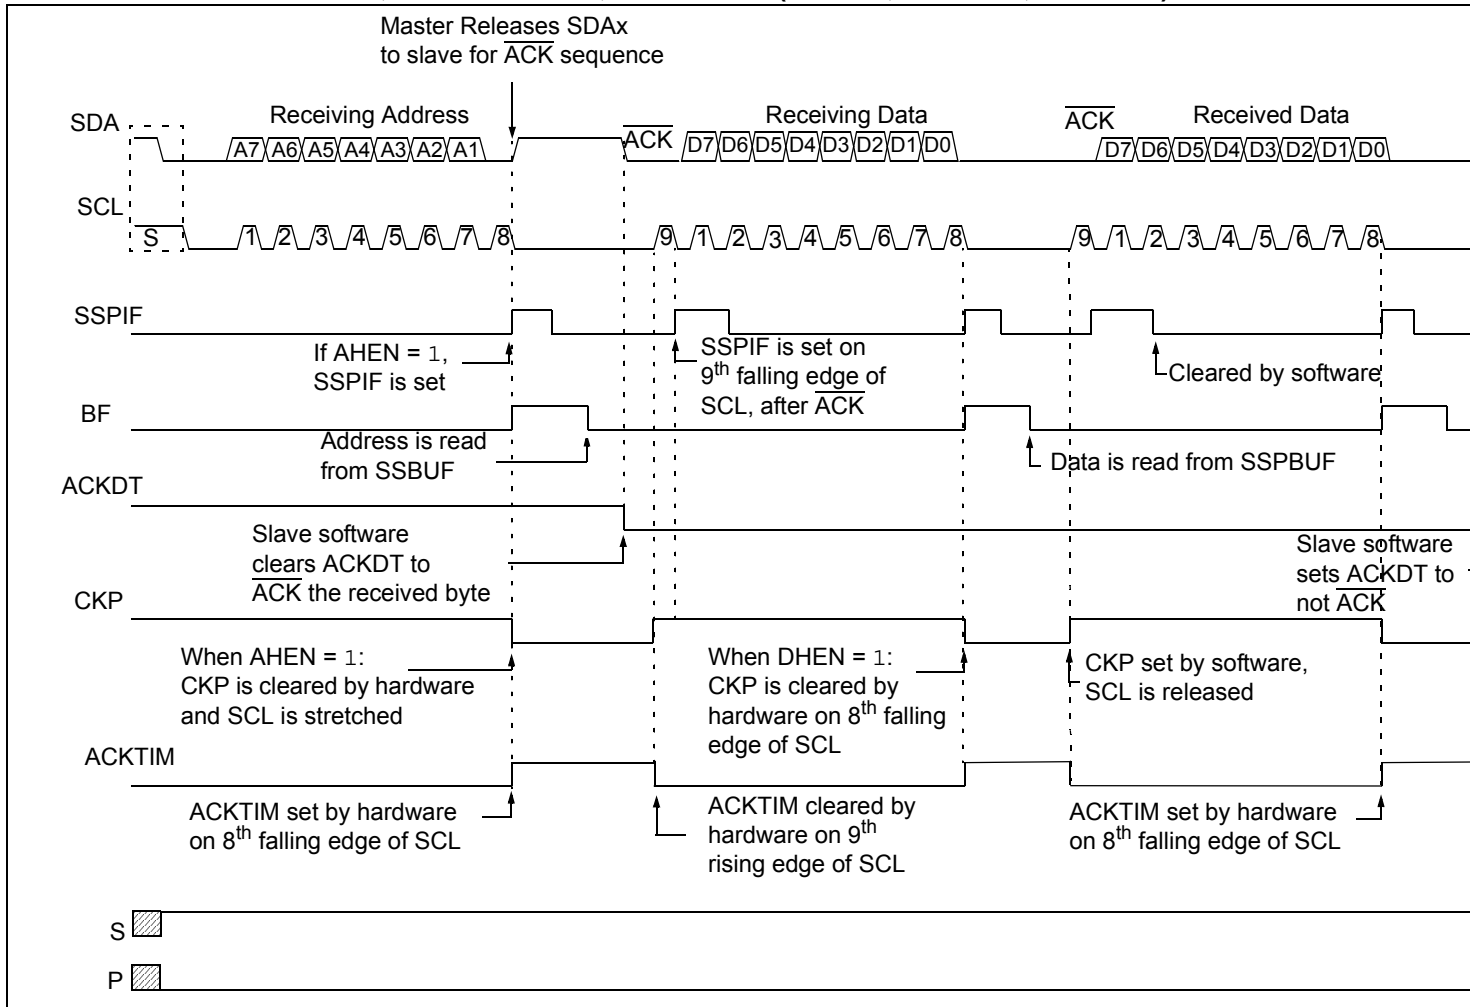 Master Releases SDAx
to slave for ACK sequence
SDA
Receiving Address
ACK
Receiving Data
ACK
Received Data
A7 A6 A5 A4 A3 A2 A1
D7 D6 D5 D4 D3 D2 D1 D0
D7 D6 D5 D4 D3 D2 D1 D0
SCL
S
1 2 3 4 5 6 7 8
9 1 2 3 4 5 6 7 8
9 1 2 3 4 5 6 7 8
SSPIF
If AHEN = 1,
SSPIF is set
SSPIF is set on
9th falling edge of
SCL, after ACK
Cleared by software
BF
Address is read
from SSBUF
Data is read from SSPBUF
ACKDT
Slave software
clears ACKDT to
ACK the received byte
Slave software
sets ACKDT to
not ACK
CKP
When AHEN = 1:
CKP is cleared by hardware
and SCL is stretched
When DHEN = 1:
CKP is cleared by
hardware on 8th falling
edge of SCL
CKP set by software,
SCL is released
ACKTIM
ACKTIM set by hardware
on 8th falling edge of SCL
ACKTIM cleared by
hardware on 9th
rising edge of SCL
ACKTIM set by hardware
on 8th falling edge of SCL
S
P